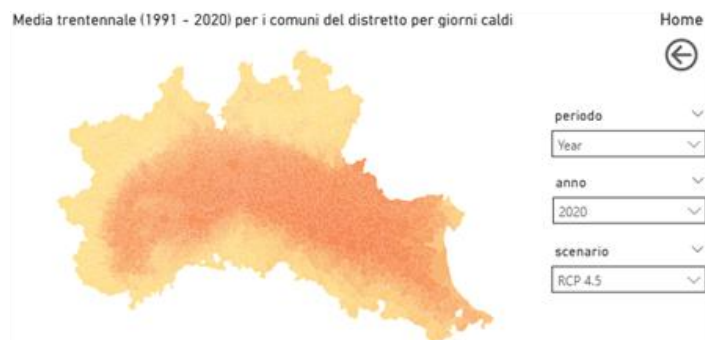 Media trentennale (1991 - 2020) per i comuni del distretto per giorni caldi
Home
periodo
Year
anno
2020
scenario
RCP 4.5